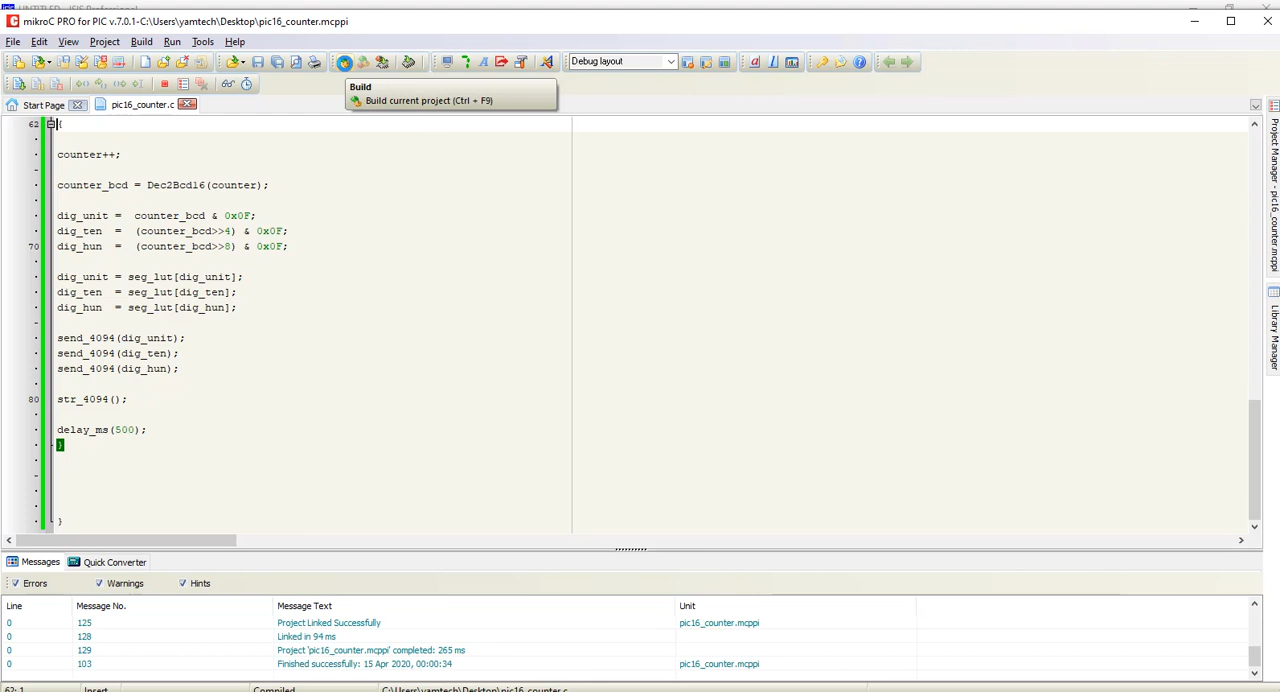 mikroC PRO for PIC v.7.0.1-C:\Users\yamtech\Desktop\pic16_counter.mcppi
File Edit View Project Build Run Tools Help
Debug layout
Build
Build current project (Ctrl + F9)
Start Page pic16_counter.c
62 {
counter++;
counter_bcd = Dec2Bcd16(counter);
dig_unit =  counter_bcd & 0x0F;
dig_ten  =  (counter_bcd>>4) & 0x0F;
70 dig_hun  =  (counter_bcd>>8) & 0x0F;
dig_unit = seg_lut[dig_unit];
dig_ten  = seg_lut[dig_ten];
dig_hun  = seg_lut[dig_hun];
send_4094(dig_unit);
send_4094(dig_ten);
send_4094(dig_hun);
80 str_4094();
delay_ms(500);
}
}
Project Manager - pic16_counter.mcppi
Library Manager
Messages Quick Converter
Errors Warnings Hints
Line Message No. Message Text Unit
0 125 Project Linked Successfully pic16_counter.mcppi
0 128 Linked in 94 ms
0 129 Project 'pic16_counter.mcppi' completed: 265 ms
0 103 Finished successfully: 15 Apr 2020, 00:00:34 pic16_counter.mcppi
62: 1 Insert Compiled C:\Users\yamtech\Desktop\pic16_counter.c